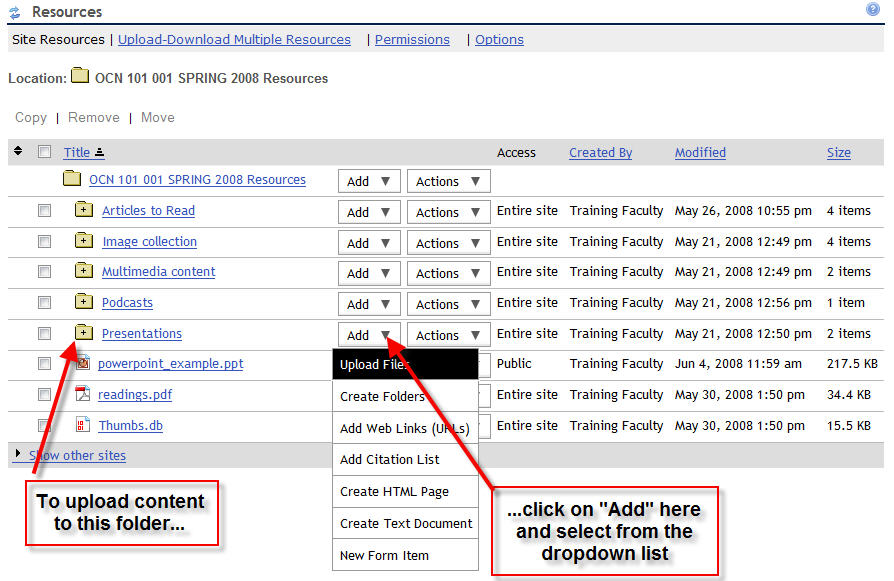 Resources
Site Resources | Upload-Download Multiple Resources | Permissions | Options
Location: OCN 101 001 SPRING 2008 Resources
Copy | Remove | Move
Title Access Created By Modified Size
OCN 101 001 SPRING 2008 Resources Add Actions
Articles to Read Add Actions Entire site Training Faculty May 26, 2008 10:55 pm 4 items
Image collection Add Actions Entire site Training Faculty May 21, 2008 12:49 pm 4 items
Multimedia content Add Actions Entire site Training Faculty May 21, 2008 12:49 pm 2 items
Podcasts Add Actions Entire site Training Faculty May 21, 2008 12:56 pm 1 item
Presentations Add Actions Entire site Training Faculty May 21, 2008 12:50 pm 2 items
powerpoint_example.ppt Public Training Faculty Jun 4, 2008 11:59 am 217.5 KB
readings.pdf Entire site Training Faculty May 30, 2008 1:50 pm 34.4 KB
Thumbs.db Entire site Training Faculty May 30, 2008 1:50 pm 15.5 KB
Show other sites
Upload Files
Create Folders
Add Web Links (URLs)
Add Citation List
Create HTML Page
Create Text Document
New Form Item
To upload content
to this folder...
...click on "Add" here
and select from the
dropdown list